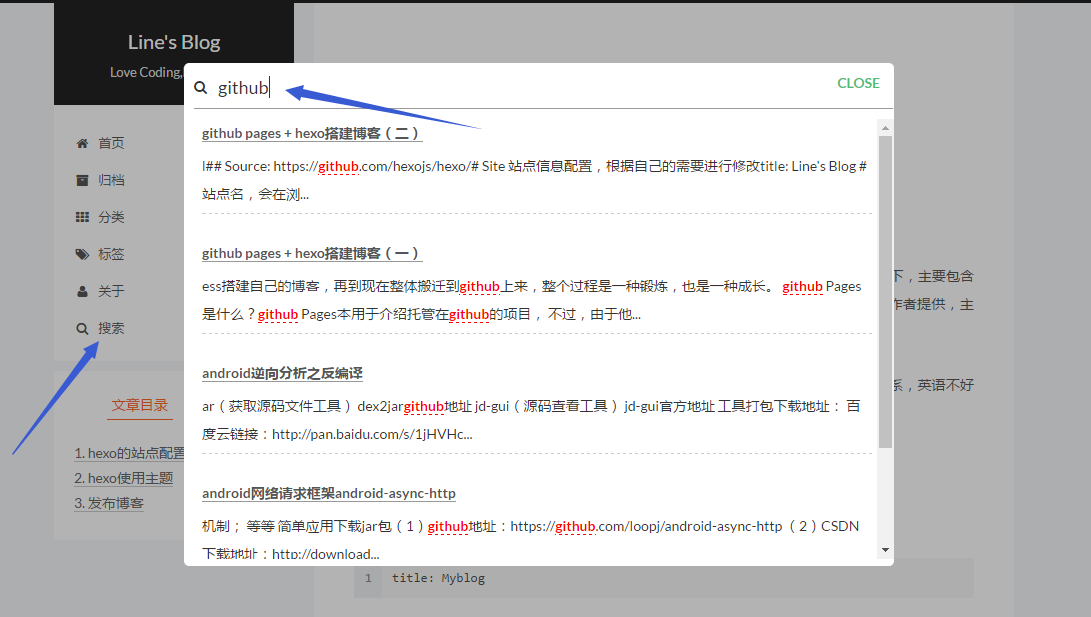 Line's Blog
Love Coding,
首页
归档
分类
标签
关于
搜索
文章目录
1. hexo的站点配置
2. hexo使用主题
3. 发布博客
github
CLOSE
github pages + hexo搭建博客（二）
l## Source: https://github.com/hexojs/hexo/# Site 站点信息配置，根据自己的需要进行修改title: Line's Blog #
站点名，会在浏...
github pages + hexo搭建博客（一）
ess搭建自己的博客，再到现在整体搬迁到github上来，整个过程是一种锻炼，也是一种成长。 github Pages
是什么？github Pages本用于介绍托管在github的项目， 不过，由于他...
android逆向分析之反编译
ar（获取源码文件工具） dex2jargithub地址 jd-gui（源码查看工具） jd-gui官方地址 工具打包下载地址： 百
度云链接：http://pan.baidu.com/s/1jHVHc...
android网络请求框架android-async-http
机制； 等等 简单应用下载jar包（1）github地址：https://github.com/loopj/android-async-http （2）CSDN
下载地址：http://download...
下，主要包含
作者提供，主
系，英语不好
1 title: Myblog